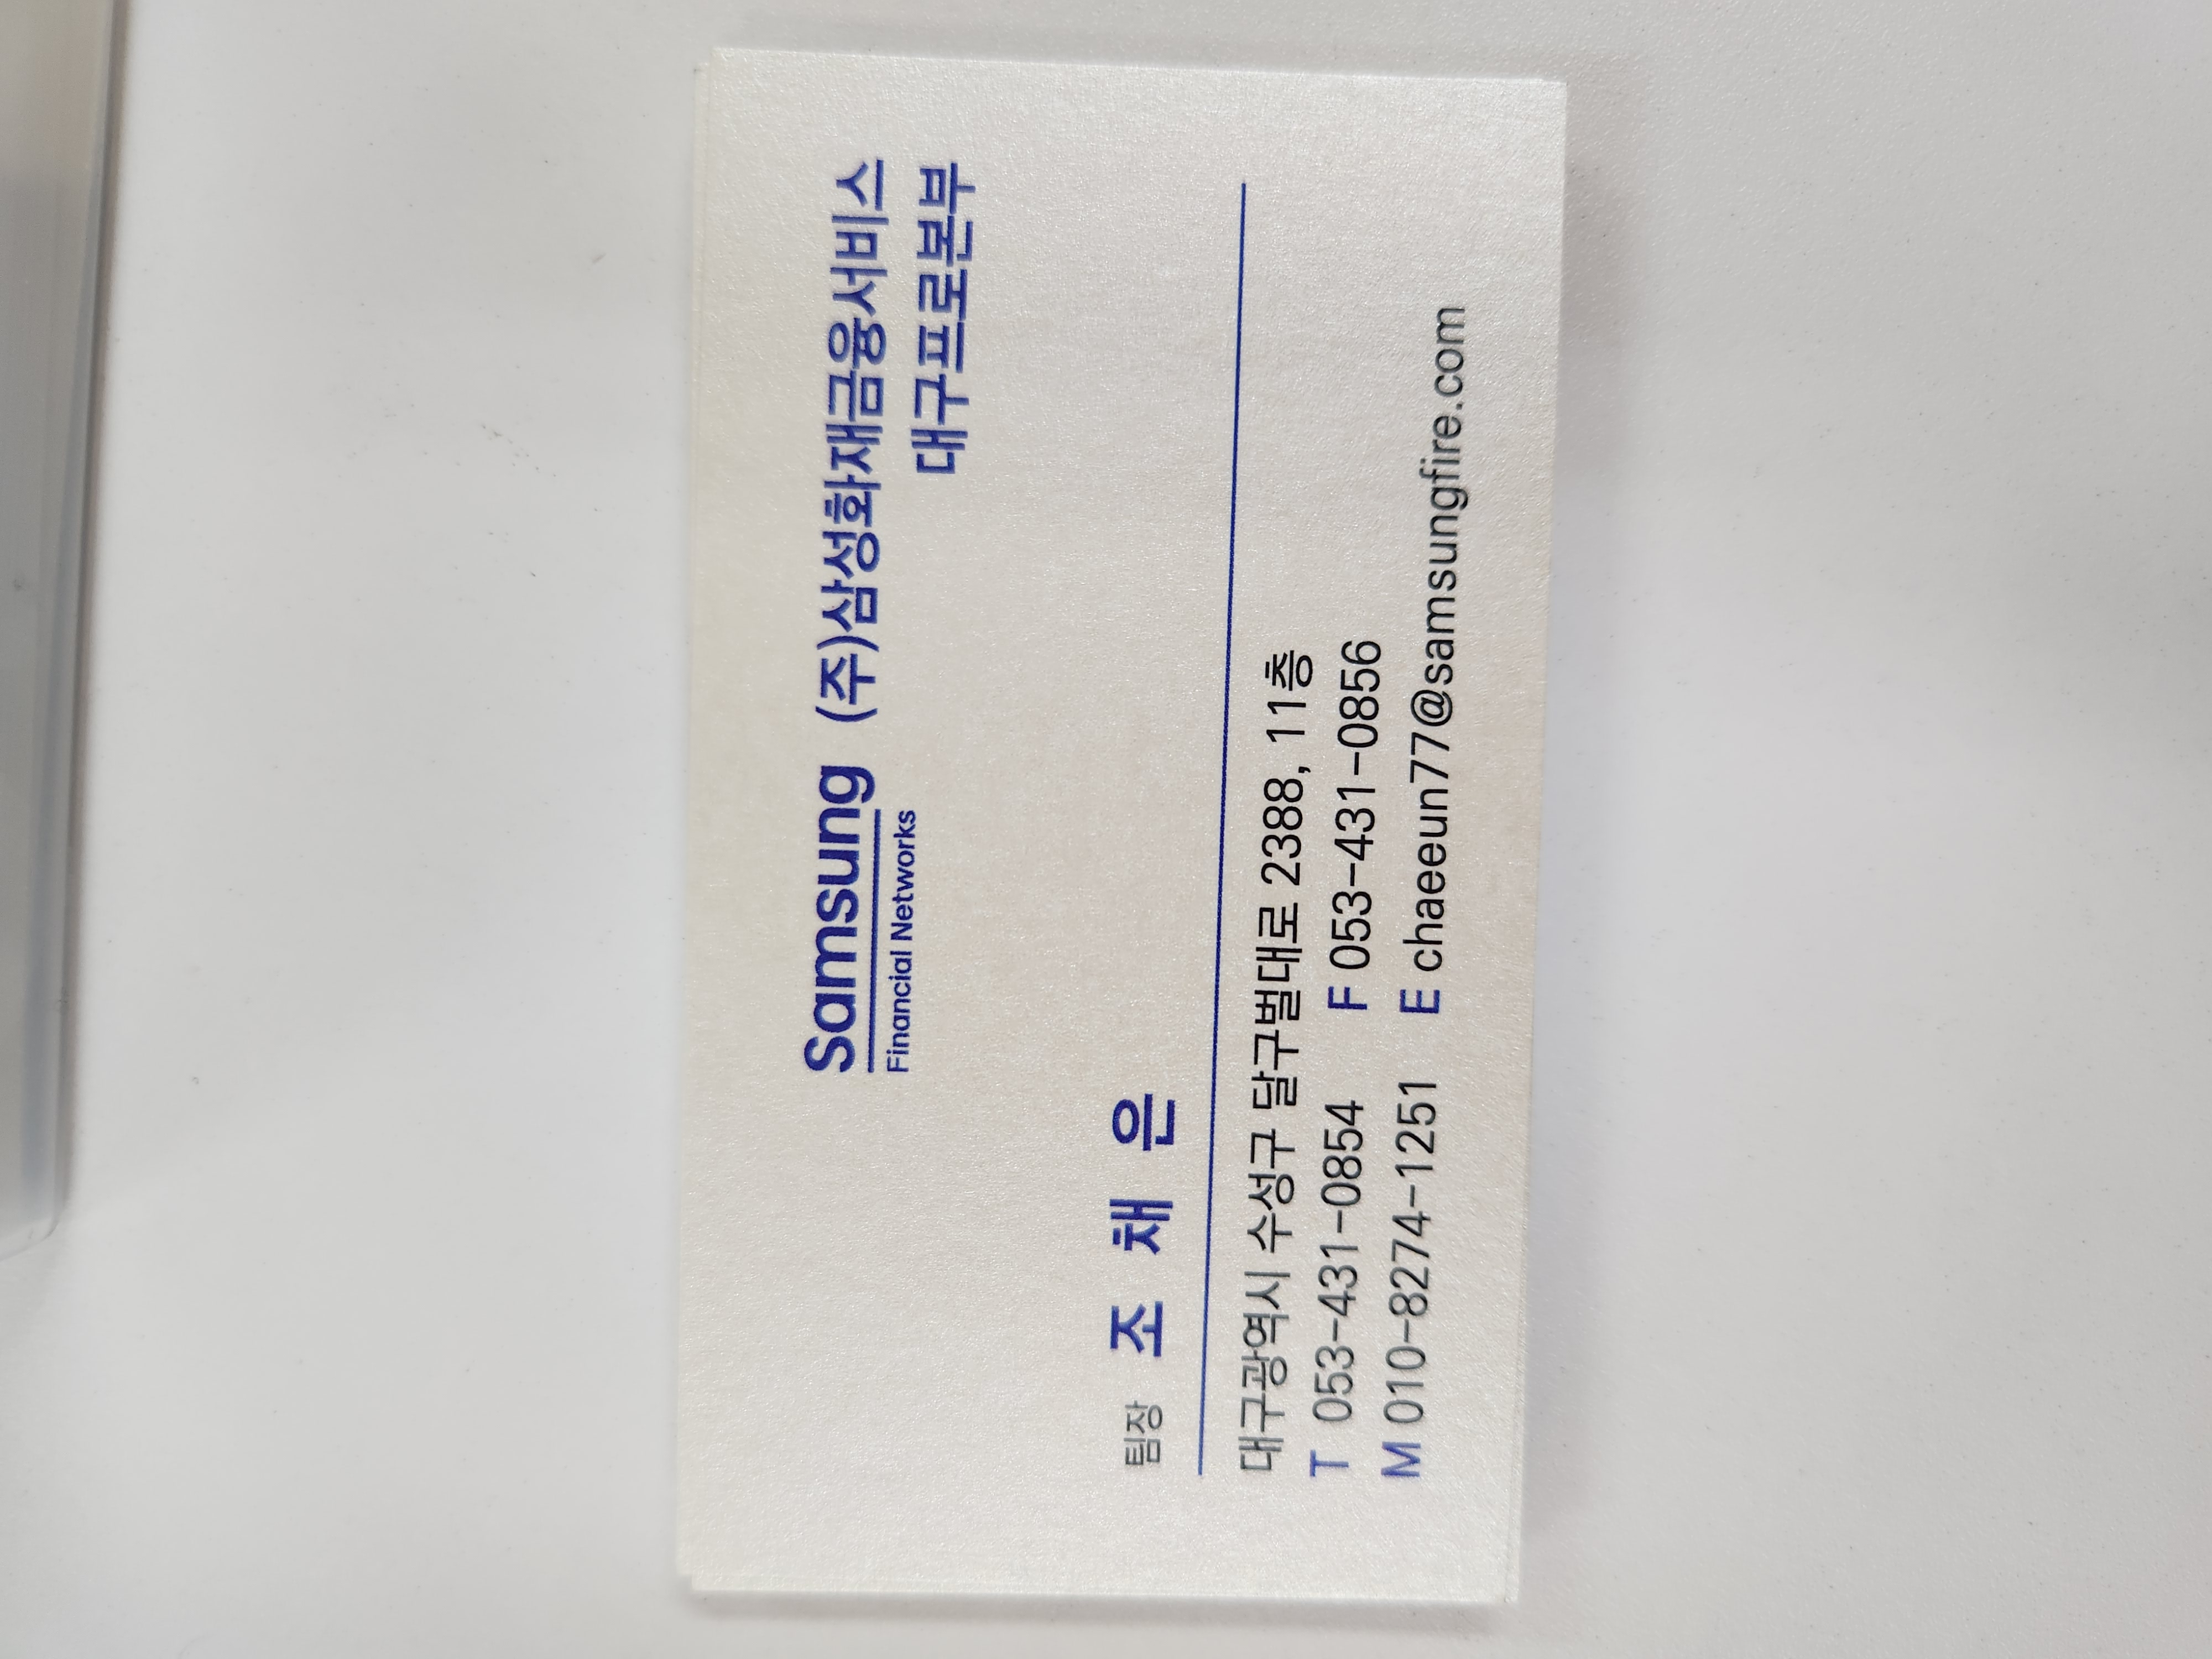 Samsung (주)삼성화재금융서비스
Financial Networks 대구프로본부
팀장 조 채 은
대구광역시 수성구 달구벌대로 2388, 11층
T 053-431-0854 F 053-431-0856
M 010-8274-1251 E chaeeun77@samsungfire.com